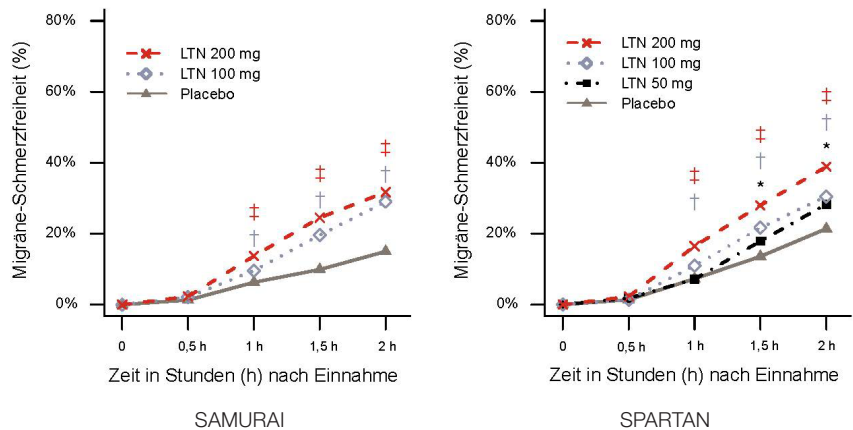 80%
60%
40%
20%
0%
Migräne-Schmerzfreiheit (%)
LTN 200 mg
LTN 100 mg
Placebo
‡ ‡ ‡
† † †
0 0,5 h 1 h 1,5 h 2 h
Zeit in Stunden (h) nach Einnahme
SAMURAI
80%
60%
40%
20%
0%
Migräne-Schmerzfreiheit (%)
LTN 200 mg
LTN 100 mg
LTN 50 mg
Placebo
‡ ‡ ‡
† † †
* *
0 0,5 h 1 h 1,5 h 2 h
Zeit in Stunden (h) nach Einnahme
SPARTAN